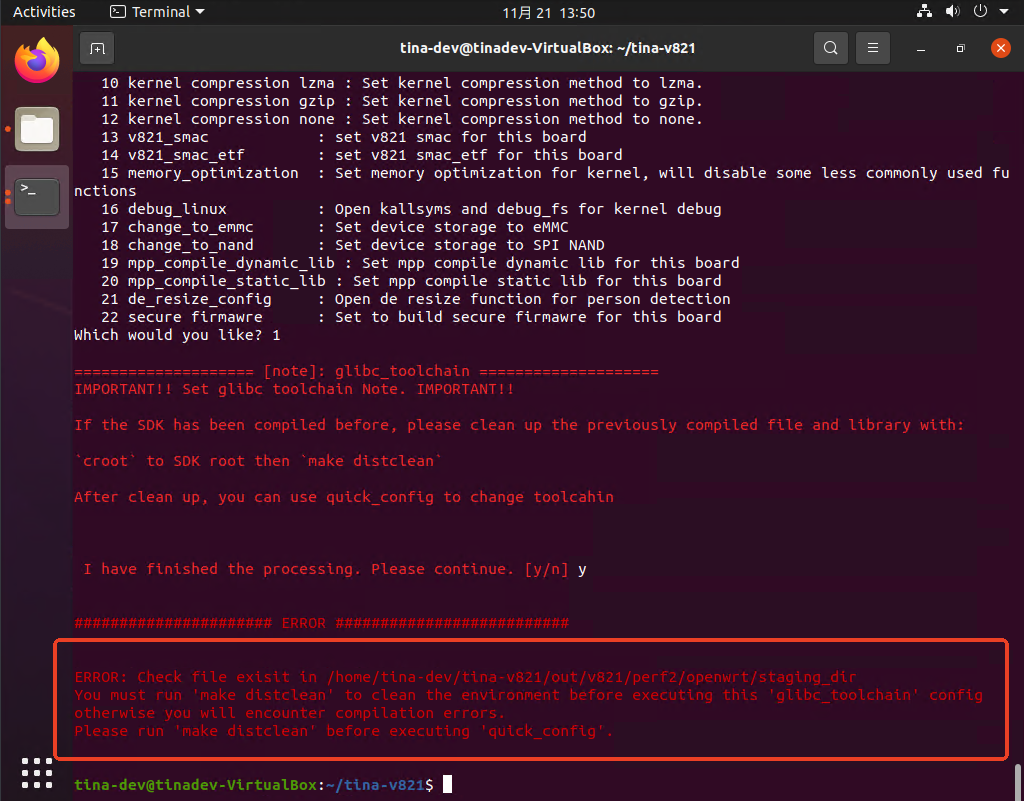 Activities
Terminal
11月 21 13:50
tina-dev@tinadev-VirtualBox: ~/tina-v821
10 kernel compression lzma : Set kernel compression method to lzma.
11 kernel compression gzip : Set kernel compression method to gzip.
12 kernel compression none : Set kernel compression method to none.
13 v821_smac : set v821 smac for this board
14 v821_smac_etf : set v821 smac_etf for this board
15 memory_optimization : Set memory optimization for kernel, will disable some less commonly used fu
nctions
16 debug_linux : Open kallsyms and debug_fs for kernel debug
17 change_to_emmc : Set device storage to eMMC
18 change_to_nand : Set device storage to SPI NAND
19 mpp_compile_dynamic_lib : Set mpp compile dynamic lib for this board
20 mpp_compile_static_lib : Set mpp compile static lib for this board
21 de_resize_config : Open de resize function for person detection
22 secure firmawre : Set to build secure firmawre for this board
Which would you like? 1
==================== [note]: glibc_toolchain ====================
IMPORTANT!! Set glibc toolchain Note. IMPORTANT!!
If the SDK has been compiled before, please clean up the previously compiled file and library with:
`croot` to SDK root then `make distclean`
After clean up, you can use quick_config to change toolcahin
I have finished the processing. Please continue. [y/n] y
###################### ERROR ##########################
ERROR: Check file exisit in /home/tina-dev/tina-v821/out/v821/perf2/openwrt/staging_dir
You must run 'make distclean' to clean the environment before executing this 'glibc_toolchain' config
otherwise you will encounter compilation errors.
Please run 'make distclean' before executing 'quick_config'.
tina-dev@tinadev-VirtualBox:~/tina-v821$